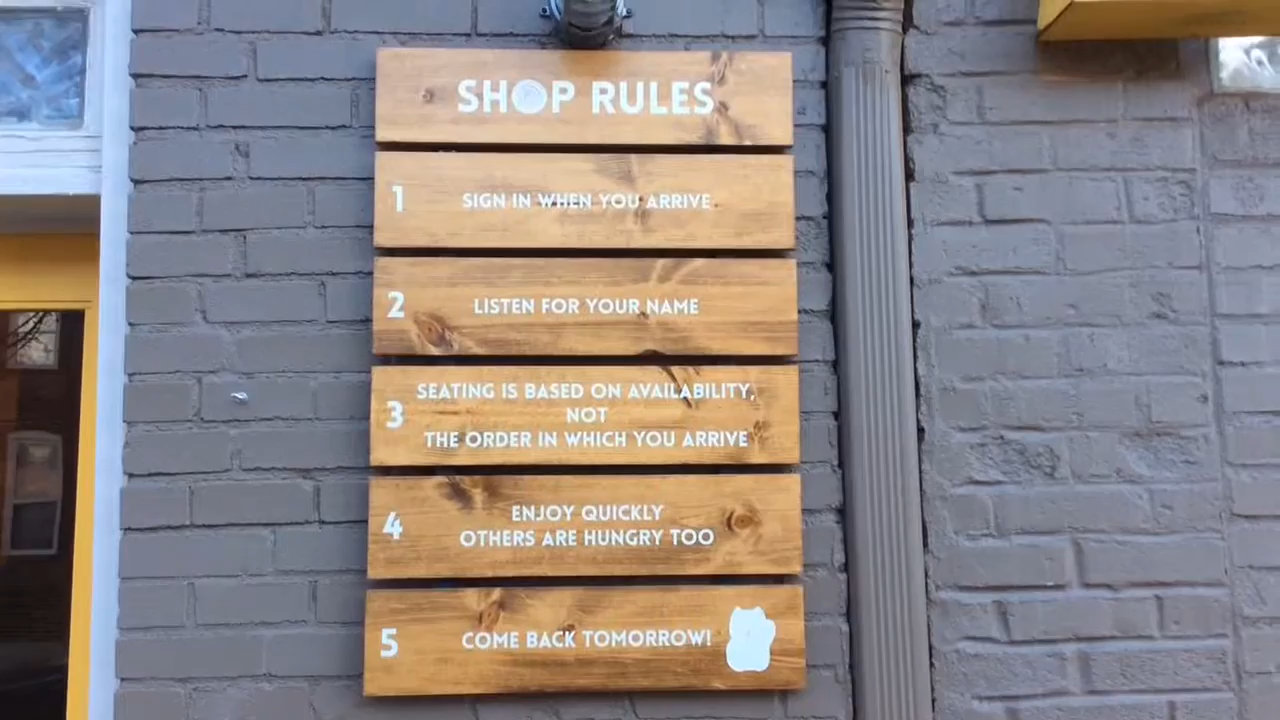 SHOP RULES
1 SIGN IN WHEN YOU ARRIVE
2 LISTEN FOR YOUR NAME
3 SEATING IS BASED ON AVAILABILITY,
NOT
THE ORDER IN WHICH YOU ARRIVE
4 ENJOY QUICKLY
OTHERS ARE HUNGRY TOO
5 COME BACK TOMORROW!